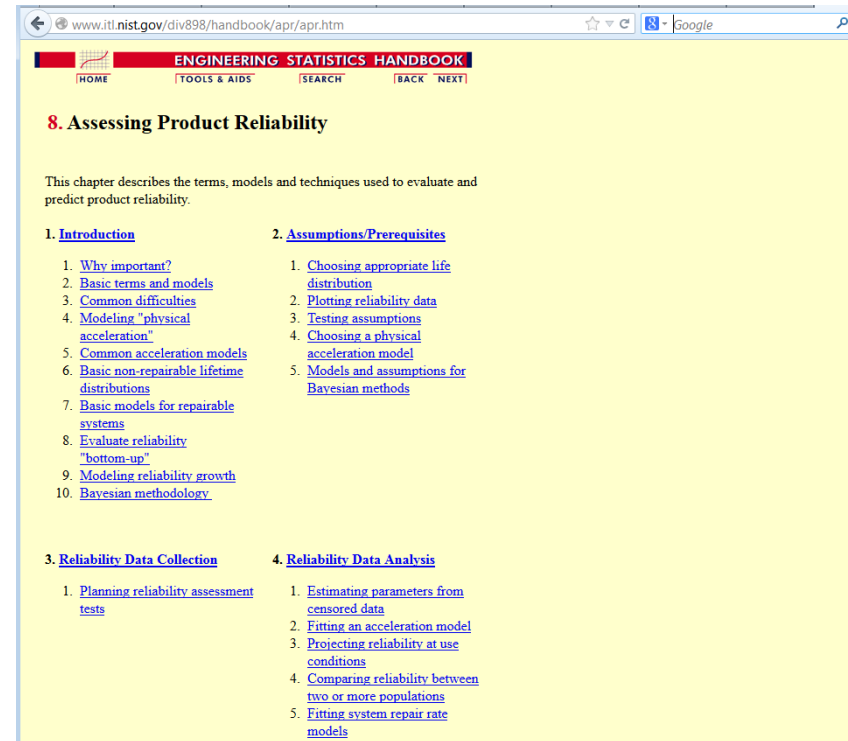 www.itl.nist.gov/div898/handbook/apr/apr.htm
Google
ENGINEERING STATISTICS HANDBOOK
HOME TOOLS & AIDS SEARCH BACK NEXT
8. Assessing Product Reliability
This chapter describes the terms, models and techniques used to evaluate and
predict product reliability.
1. Introduction
1. Why important?
2. Basic terms and models
3. Common difficulties
4. Modeling "physical
acceleration"
5. Common acceleration models
6. Basic non-repairable lifetime
distributions
7. Basic models for repairable
systems
8. Evaluate reliability
"bottom-up"
9. Modeling reliability growth
10. Bayesian methodology
2. Assumptions/Prerequisites
1. Choosing appropriate life
distribution
2. Plotting reliability data
3. Testing assumptions
4. Choosing a physical
acceleration model
5. Models and assumptions for
Bayesian methods
3. Reliability Data Collection
1. Planning reliability assessment
tests
4. Reliability Data Analysis
1. Estimating parameters from
censored data
2. Fitting an acceleration model
3. Projecting reliability at use
conditions
4. Comparing reliability between
two or more populations
5. Fitting system repair rate
models